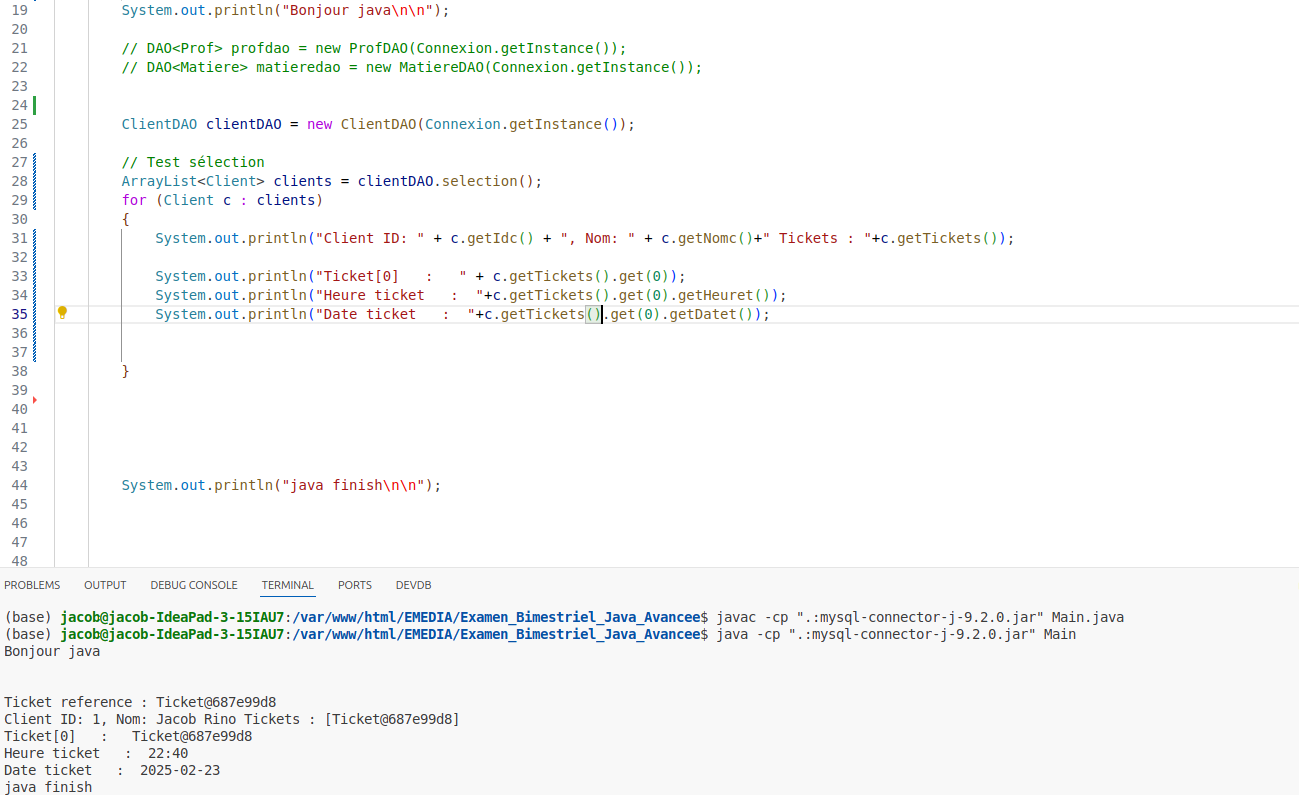 19 System.out.println("Bonjour java\n\n");
20
21 // DAO<Prof> profdao = new ProfDAO(Connexion.getInstance());
22 // DAO<Matiere> matieredao = new MatiereDAO(Connexion.getInstance());
23
24
25 ClientDAO clientDAO = new ClientDAO(Connexion.getInstance());
26
27 // Test sélection
28 ArrayList<Client> clients = clientDAO.selection();
29 for (Client c : clients)
30 {
31 System.out.println("Client ID: " + c.getIdc() + ", Nom: " + c.getNomc()+" Tickets : "+c.getTickets());
32
33 System.out.println("Ticket[0]   :   " + c.getTickets().get(0));
34 System.out.println("Heure ticket   :  "+c.getTickets().get(0).getHeuret());
35 System.out.println("Date ticket   :  "+c.getTickets().get(0).getDatet());
36
37
38 }
39
40
41
42
43
44 System.out.println("java finish\n\n");
45
46
47
48
PROBLEMS OUTPUT DEBUG CONSOLE TERMINAL PORTS DEVDB
(base) jacob@jacob-IdeaPad-3-15IAU7:/var/www/html/EMEDIA/Examen_Bimestriel_Java_Avancee$ javac -cp ".:mysql-connector-j-9.2.0.jar" Main.java
(base) jacob@jacob-IdeaPad-3-15IAU7:/var/www/html/EMEDIA/Examen_Bimestriel_Java_Avancee$ java -cp ".:mysql-connector-j-9.2.0.jar" Main
Bonjour java
Ticket reference : Ticket@687e99d8
Client ID: 1, Nom: Jacob Rino Tickets : [Ticket@687e99d8]
Ticket[0]   :   Ticket@687e99d8
Heure ticket   :  22:40
Date ticket   :  2025-02-23
java finish